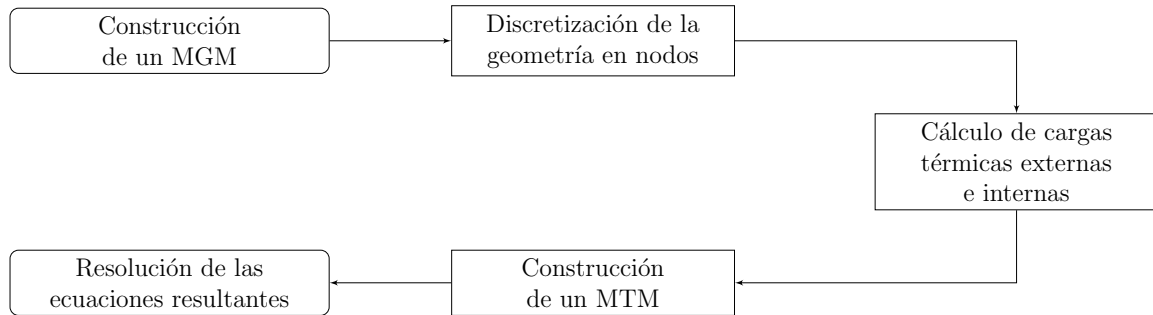 Construcción
de un MGM
Discretización de la
geometría en nodos
Cálculo de cargas
térmicas externas
e internas
Construcción
de un MTM
Resolución de las
ecuaciones resultantes